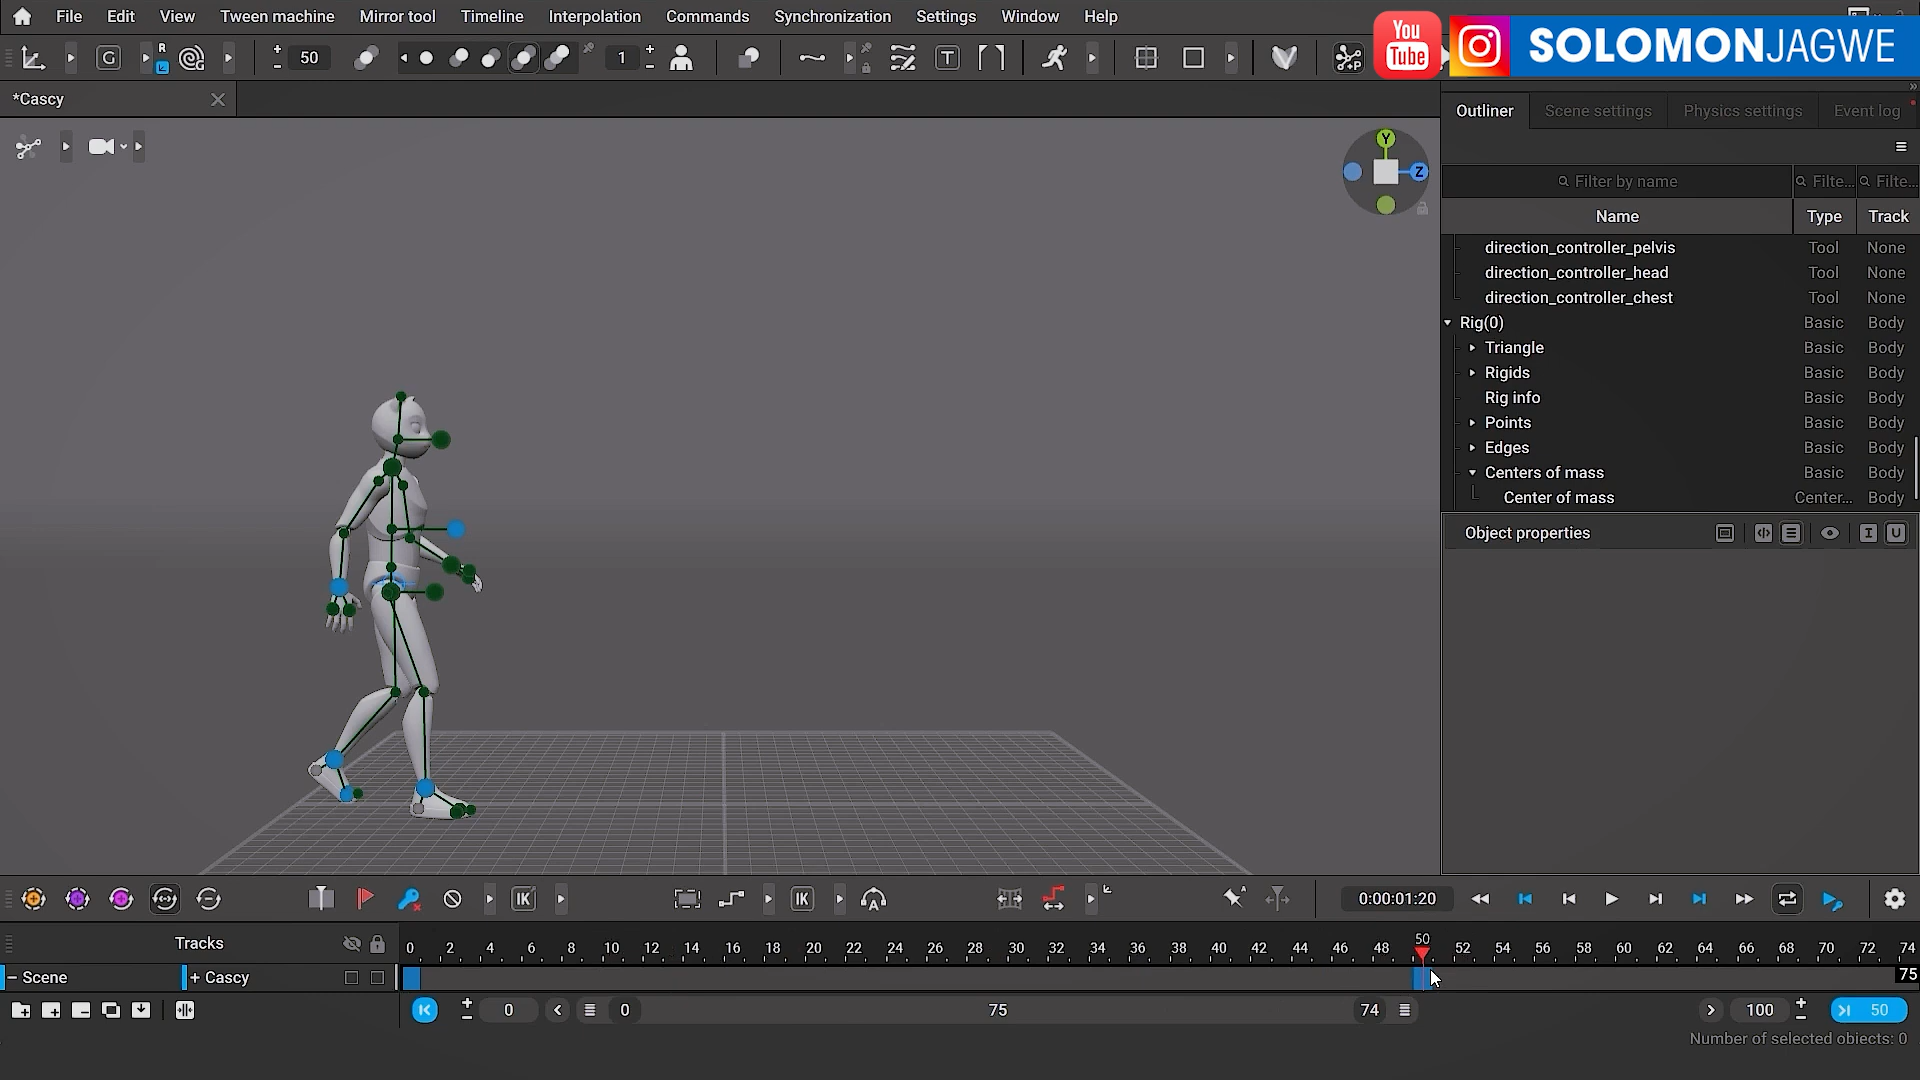 File Edit View Tween machine Mirror tool Timeline Interpolation Commands Synchronization Settings Window Help
You Tube SOLOMONJAGWE
G R 50 1 T P
*Cascy
Outliner Scene settings Physics settings Event log
Y
Z
Filter by name Filte... Filte...
Name Type Track
direction_controller_pelvis Tool None
direction_controller_head Tool None
direction_controller_chest Tool None
Rig(0) Basic Body
Triangle Basic Body
Rigids Basic Body
Rig info Basic Body
Points Basic Body
Edges Basic Body
Centers of mass Basic Body
Center of mass Center... Body
Object properties I U
IK IK A 0:00:01:20
Tracks 0 2 4 6 8 10 12 14 16 18 20 22 24 26 28 30 32 34 36 38 40 42 44 46 48 50 52 54 56 58 60 62 64 66 68 70 72 74
Scene Cascy 75
0 0 75 74 100 50
Number of selected objects: 0